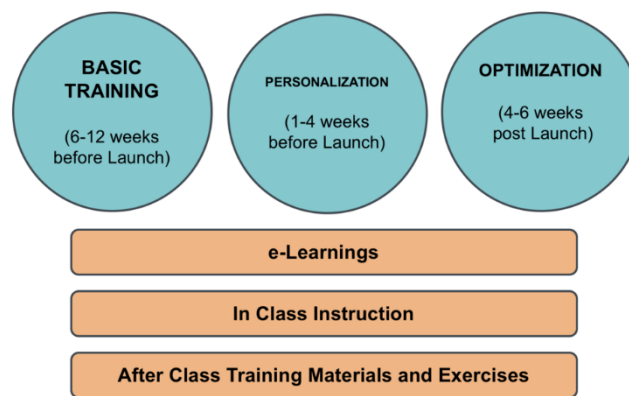 BASIC
TRAINING
(6-12 weeks
before Launch)
PERSONALIZATION
(1-4 weeks
before Launch)
OPTIMIZATION
(4-6 weeks
post Launch)
e-Learnings
In Class Instruction
After Class Training Materials and Exercises